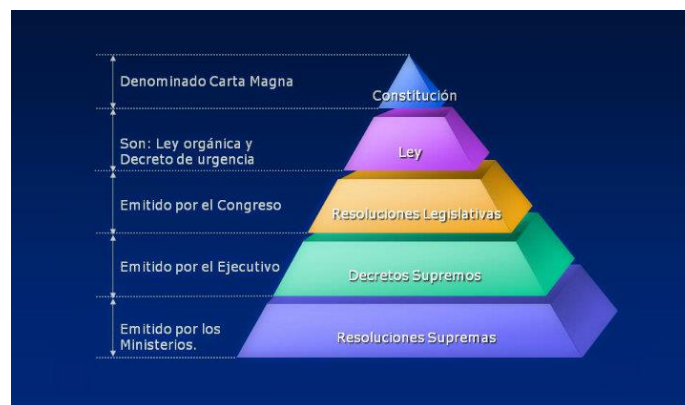 Denominado Carta Magna
Constitución
Son: Ley orgánica y
Decreto de urgencia
Ley
Emitido por el Congreso
Resoluciones Legislativas
Emitido por el Ejecutivo
Decretos Supremos
Emitido por los
Ministerios.
Resoluciones Supremas